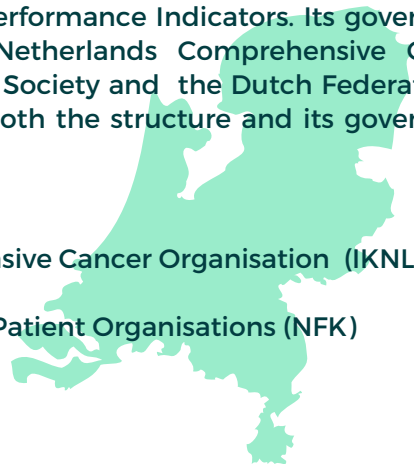 erformance Indicators. Its gover
Netherlands Comprehensive
Society and the Dutch Federat
oth the structure and its gover
sive Cancer Organisation (IKNL
Patient Organisations (NFK)